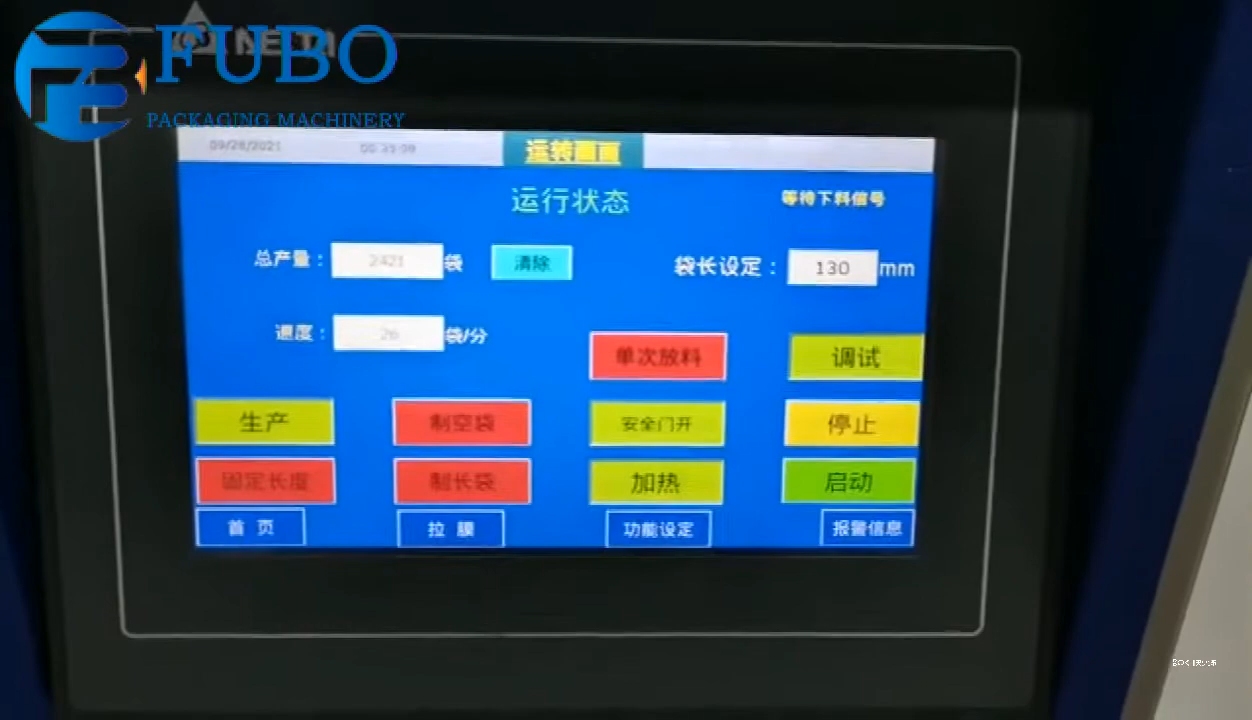 FUBO
PACKAGING MACHINERY
09/28/2021
运转画面
运行状态
等待下料信号
总产量： 2421 袋 清除
袋长设定： 130 mm
速度： 26 袋/分
单次放料 调试
生产 制空袋 安全门开 停止
固定长度 制长袋 加热 启动
首 页 拉 膜 功能设定 报警信息